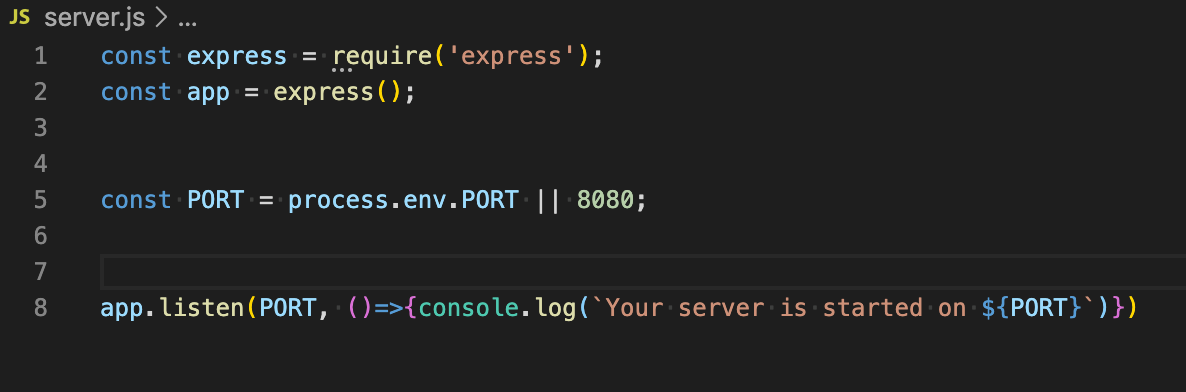 JS server.js > ...
1 const express = require('express');
2 const app = express();
3
4
5 const PORT = process.env.PORT || 8080;
6
7
8 app.listen(PORT, ()=>{console.log(`Your server is started on ${PORT}`)})